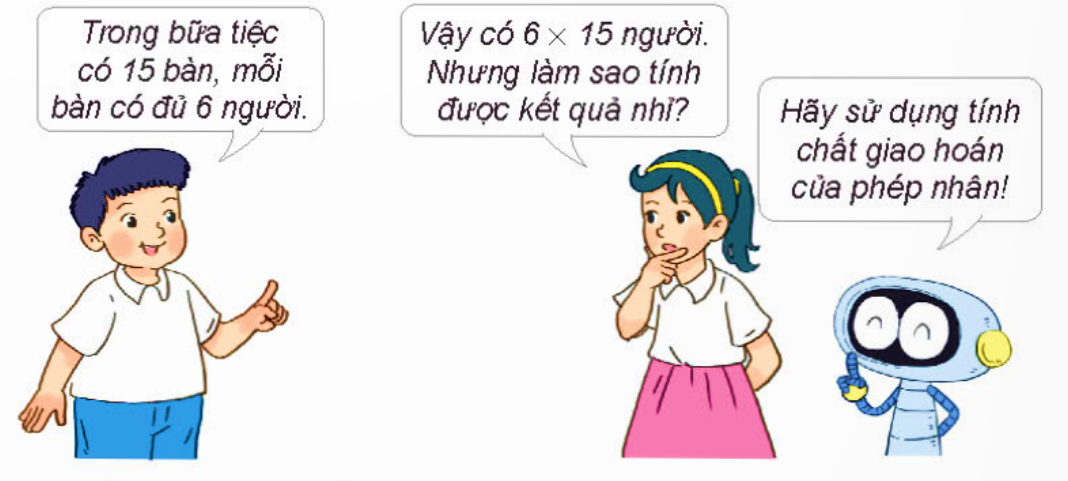 Trong bữa tiệc
có 15 bàn, mỗi
bàn có đủ 6 người.
Vậy có 6 × 15 người.
Nhưng làm sao tính
được kết quả nhỉ?
Hãy sử dụng tính
chất giao hoán
của phép nhân!